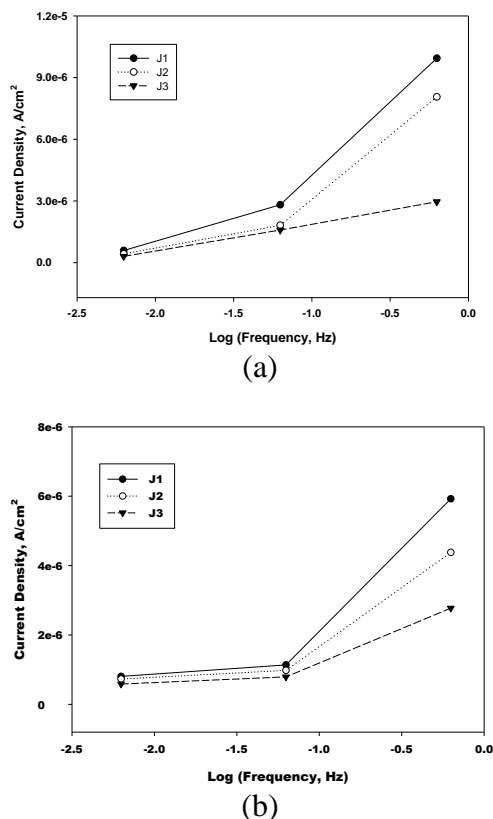 1.2e-5
9.0e-6
6.0e-6
3.0e-6
0.0
Current Density, A/cm²
J1
J2
J3
-2.5 -2.0 -1.5 -1.0 -0.5 0.0
Log (Frequency, Hz)
(a)
8e-6
6e-6
4e-6
2e-6
0
Current Density, A/cm²
J1
J2
J3
-2.5 -2.0 -1.5 -1.0 -0.5 0.0
Log (Frequency, Hz)
(b)